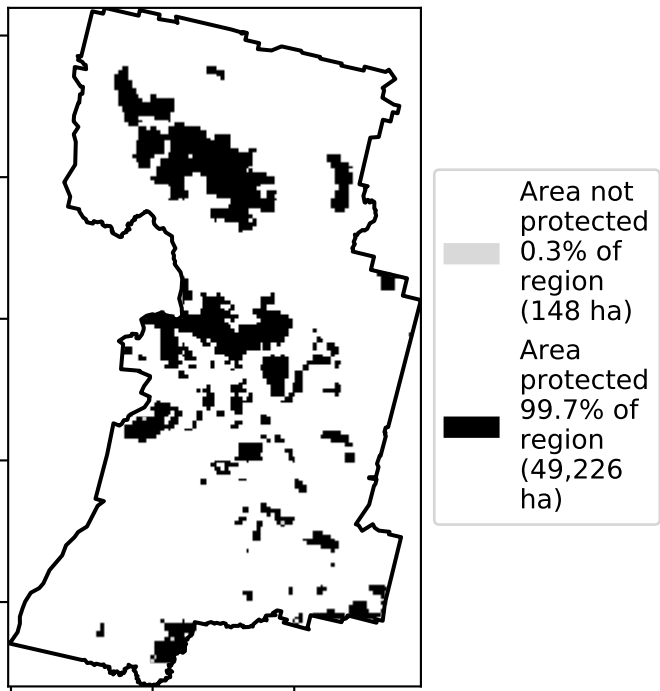 Area not
protected
0.3% of
region
(148 ha)
Area
protected
99.7% of
region
(49,226
ha)